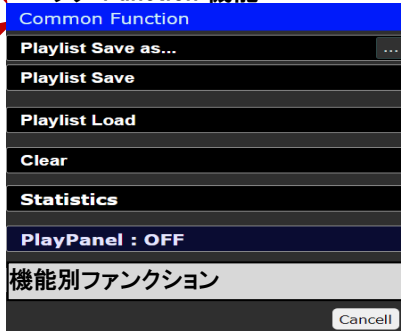 Common Function
Playlist Save as...
...
Playlist Save
Playlist Load
Clear
Statistics
PlayPanel : OFF
機能別ファンクション
Cancell